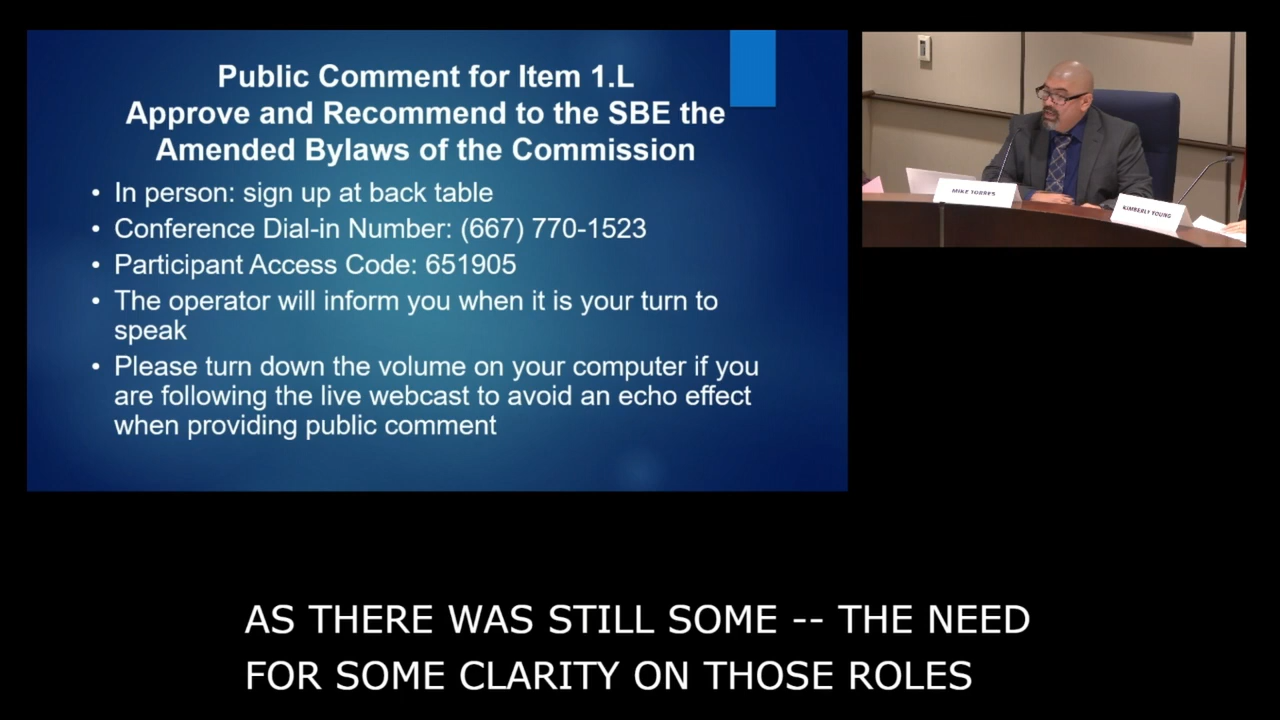 Public Comment for Item 1.L
Approve and Recommend to the SBE the
Amended Bylaws of the Commission
• In person: sign up at back table
• Conference Dial-in Number: (667) 770-1523
• Participant Access Code: 651905
• The operator will inform you when it is your turn to
speak
• Please turn down the volume on your computer if you
are following the live webcast to avoid an echo effect
when providing public comment
MIKE TORRES
KIMBERLY YOUNG
AS THERE WAS STILL SOME -- THE NEED
FOR SOME CLARITY ON THOSE ROLES